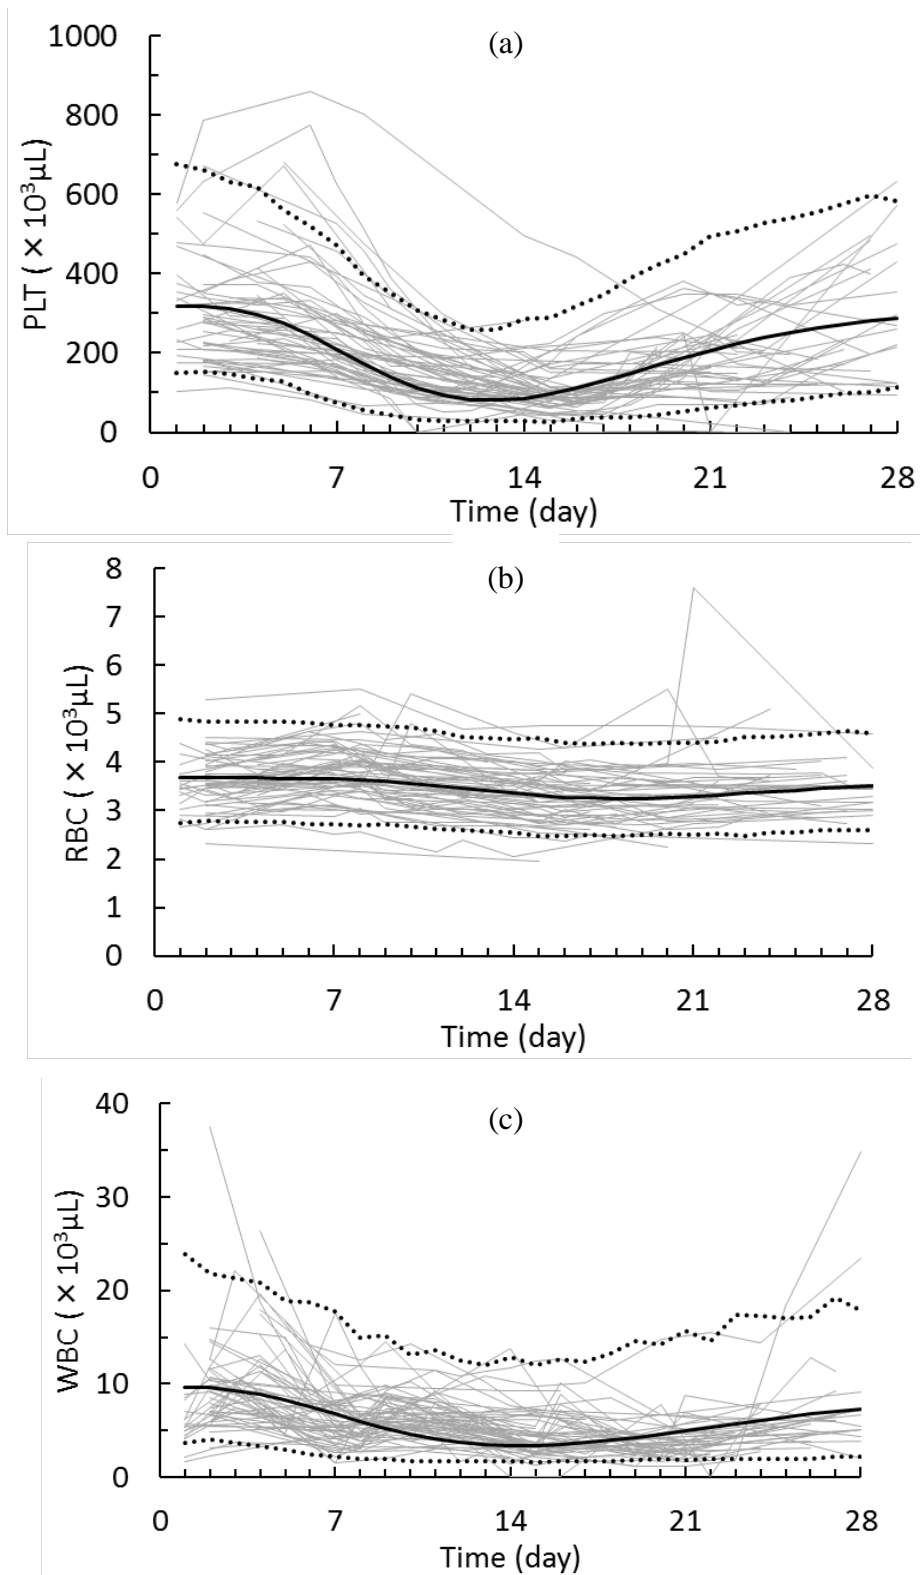 (a)
1000
800
600
400
200
0
PLT ( × 10³μL)
0 7 14 21 28
Time (day)
(b)
8
7
6
5
4
3
2
1
0
RBC ( × 10³μL)
0 7 14 21 28
Time (day)
(c)
40
30
20
10
0
WBC ( × 10³μL)
0 7 14 21 28
Time (day)